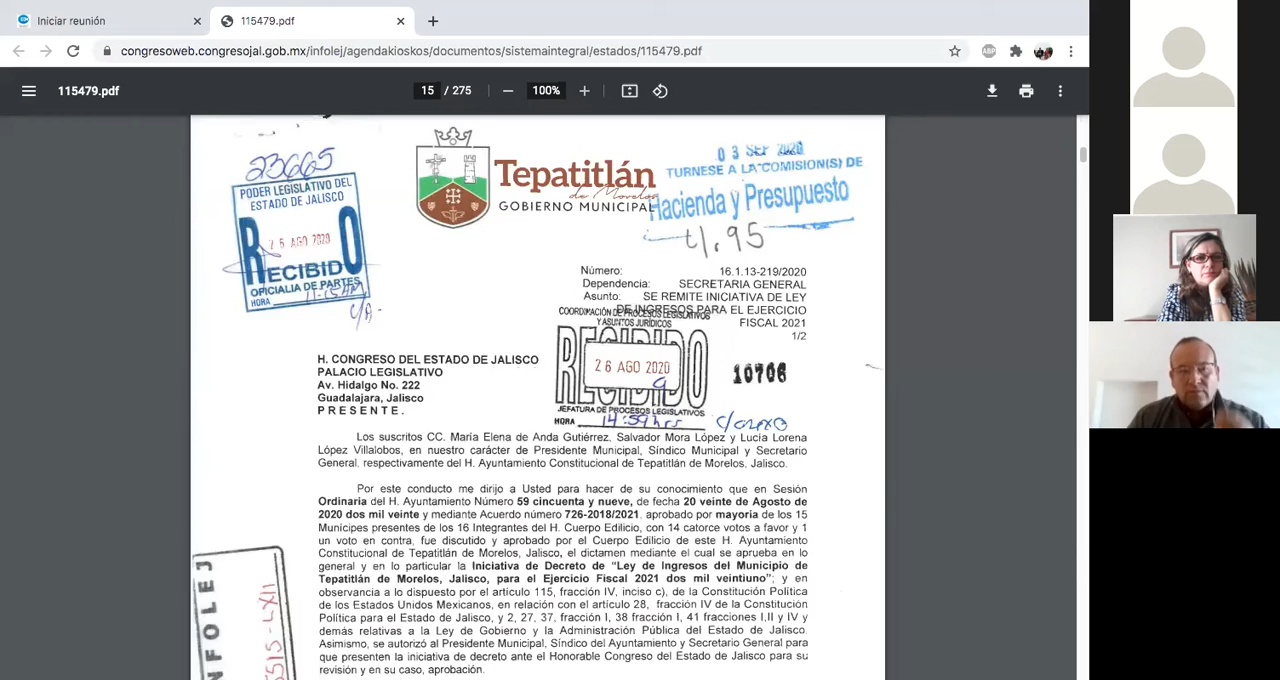 Iniciar reunión
115479.pdf
congresoweb.congresojal.gob.mx/infolej/agendakioskos/documentos/sistemaintegral/estados/115479.pdf
ABP
115479.pdf
15 / 275
100%
23665
PODER LEGISLATIVO DEL
ESTADO DE JALISCO
26 AGO 2020
RECIBIDO
OFICIALIA DE PARTES
HORA
Tepatitlán
de Morelos
GOBIERNO MUNICIPAL
03 SEP 2020
TURNESE A LA COMISION(S) DE
Hacienda y Presupuesto
4.95
Número: 16.1.13-219/2020
Dependencia: SECRETARIA GENERAL
Asunto: SE REMITE INICIATIVA DE LEY
DE INGRESOS PARA EL EJERCICIO
FISCAL 2021
1/2
COORDINACIÓN DE PROCESOS LEGISLATIVOS
Y ASUNTOS JURÍDICOS
RECIBIDO
26 AGO 2020
JEFATURA DE PROCESOS LEGISLATIVOS
HORA 14:59 hrs
10706
c/anexo
H. CONGRESO DEL ESTADO DE JALISCO
PALACIO LEGISLATIVO
Av. Hidalgo No. 222
Guadalajara, Jalisco
P R E S E N T E .
Los suscritos CC. María Elena de Anda Gutiérrez, Salvador Mora López y Lucía Lorena
López Villalobos, en nuestro carácter de Presidente Municipal, Síndico Municipal y Secretario
General, respectivamente del H. Ayuntamiento Constitucional de Tepatitlán de Morelos, Jalisco.
Por este conducto me dirijo a Usted para hacer de su conocimiento que en Sesión
Ordinaria del H. Ayuntamiento Número 59 cincuenta y nueve, de fecha 20 veinte de Agosto de
2020 dos mil veinte y mediante Acuerdo número 726-2018/2021, aprobado por mayoría de los 15
Munícipes presentes de los 16 Integrantes del H. Cuerpo Edilicio, con 14 catorce votos a favor y 1
un voto en contra, fue discutido y aprobado por el Cuerpo Edilicio de este H. Ayuntamiento
Constitucional de Tepatitlán de Morelos, Jalisco, el dictamen mediante el cual se aprueba en lo
general y en lo particular la Iniciativa de Decreto de “Ley de Ingresos del Municipio de
Tepatitlán de Morelos, Jalisco, para el Ejercicio Fiscal 2021 dos mil veintiuno”; y en
observancia a lo dispuesto por el artículo 115, fracción IV, inciso c), de la Constitución Política
de los Estados Unidos Mexicanos, en relación con el artículo 28, fracción IV de la Constitución
Política para el Estado de Jalisco, y 2, 27, 37, fracción I, 38 fracción I, 41 fracciones I,II y IV y
demás relativas a la Ley de Gobierno y la Administración Pública del Estado de Jalisco.
Asimismo, se autorizó al Presidente Municipal, Síndico del Ayuntamiento y Secretario General para
que presenten la iniciativa de decreto ante el Honorable Congreso del Estado de Jalisco para su
revisión y en su caso, aprobación.
NFOLEJ
5515-LXII